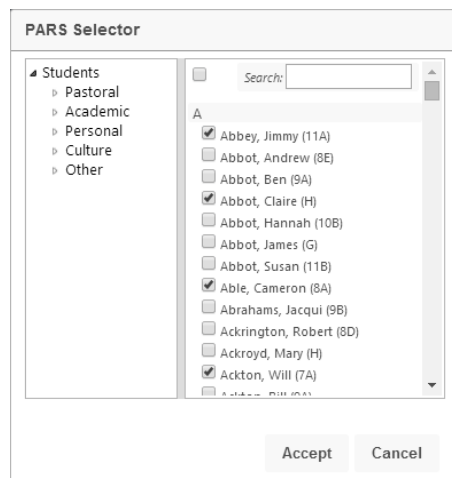 PARS Selector
Students
Pastoral
Academic
Personal
Culture
Other
Search:
A
Abbey, Jimmy (11A)
Abbot, Andrew (8E)
Abbot, Ben (9A)
Abbot, Claire (H)
Abbot, Hannah (10B)
Abbot, James (G)
Abbot, Susan (11B)
Able, Cameron (8A)
Abrahams, Jacqui (9B)
Ackrington, Robert (8D)
Ackroyd, Mary (H)
Ackton, Will (7A)
Accept Cancel